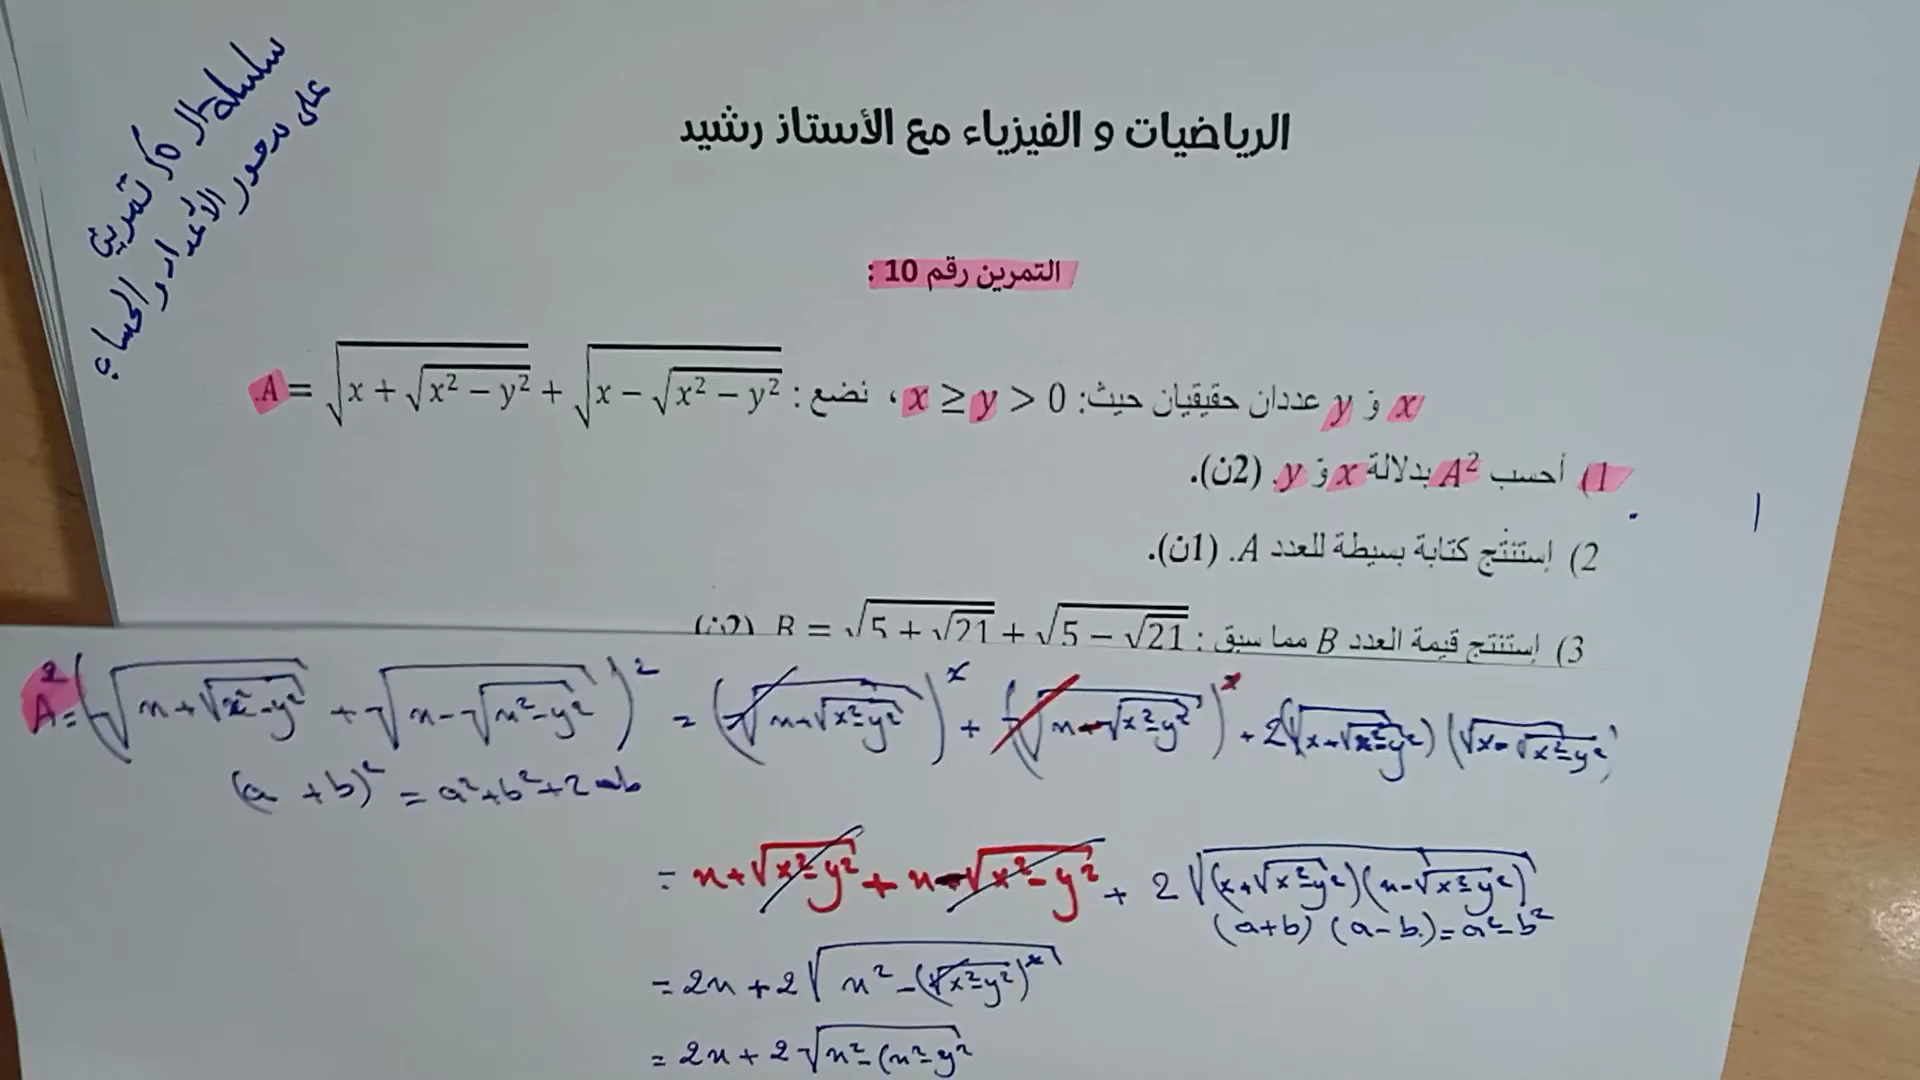 سلسلة الـ 50 تمرين
على محور الأعداد و الحساب
الرياضيات و الفيزياء مع الأستاذ رشيد
التمرين رقم 10 :
x و y عددان حقيقيان حيث: x ≥ y > 0 ، نضع : A = √(x + √(x² − y²)) + √(x − √(x² − y²))
1) أحسب A² بدلالة x و y. (2ن).
2) إستنتج كتابة بسيطة للعدد A. (1ن).
3) إستنتج قيمة العدد B مما سبق : B = √(5 + √21) + √(5 − √21) (2ن)
A² = (√(x + √(x² − y²)) + √(x − √(x² − y²)))² = (√(x + √(x² − y²)))² + (√(x − √(x² − y²)))² + 2(√(x + √(x² − y²)))(√(x − √(x² − y²)))
(a + b)² = a² + b² + 2ab
= x + √(x² − y²) + x − √(x² − y²) + 2√((x + √(x² − y²))(x − √(x² − y²)))
(a+b) (a−b) = a² − b²
= 2x + 2√(x² − (√(x² − y²))²)
= 2x + 2√(x² − (x² − y²